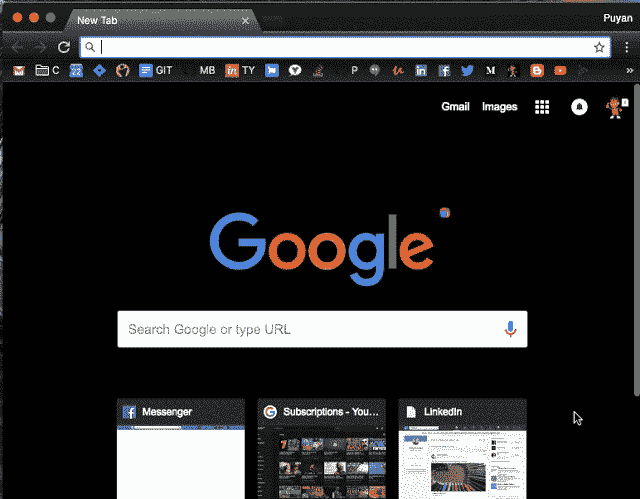 New Tab
Puyan
C
22
GIT
MB
TY
P
Gmail Images
Google
Search Google or type URL
Messenger
Subscriptions - You...
LinkedIn